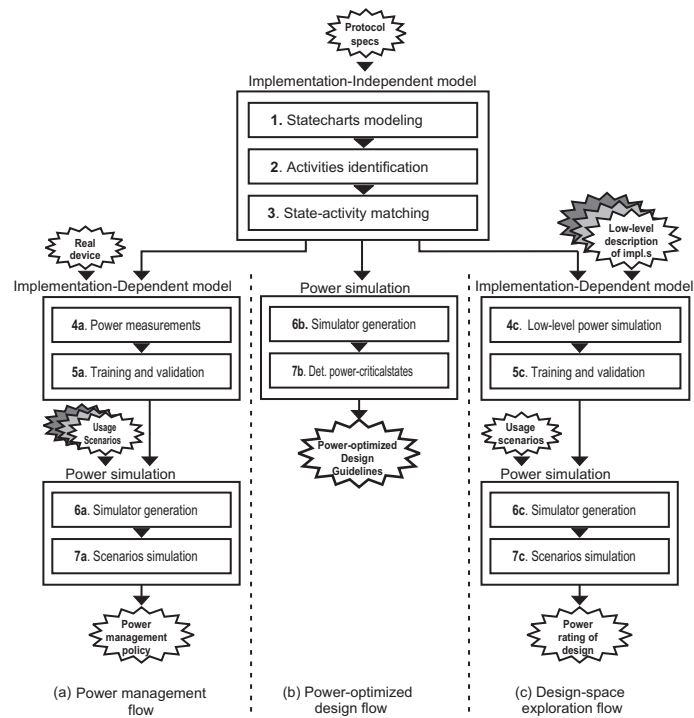 Protocol
specs
Implementation-Independent model
1. Statecharts modeling
2. Activities identification
3. State-activity matching
Real
device
Low-level
description
of impl.s
Implementation-Dependent model
4a. Power measurements
5a. Training and validation
Usage
Scenarios
Power simulation
6a. Simulator generation
7a. Scenarios simulation
Power
management
policy
(a) Power management
flow
Power simulation
6b. Simulator generation
7b. Det. power-criticalstates
Power-optimized
Design
Guidelines
(b) Power-optimized
design flow
Implementation-Dependent model
4c. Low-level power simulation
5c. Training and validation
Usage
scenarios
Power simulation
6c. Simulator generation
7c. Scenarios simulation
Power
rating of
design
(c) Design-space
exploration flow